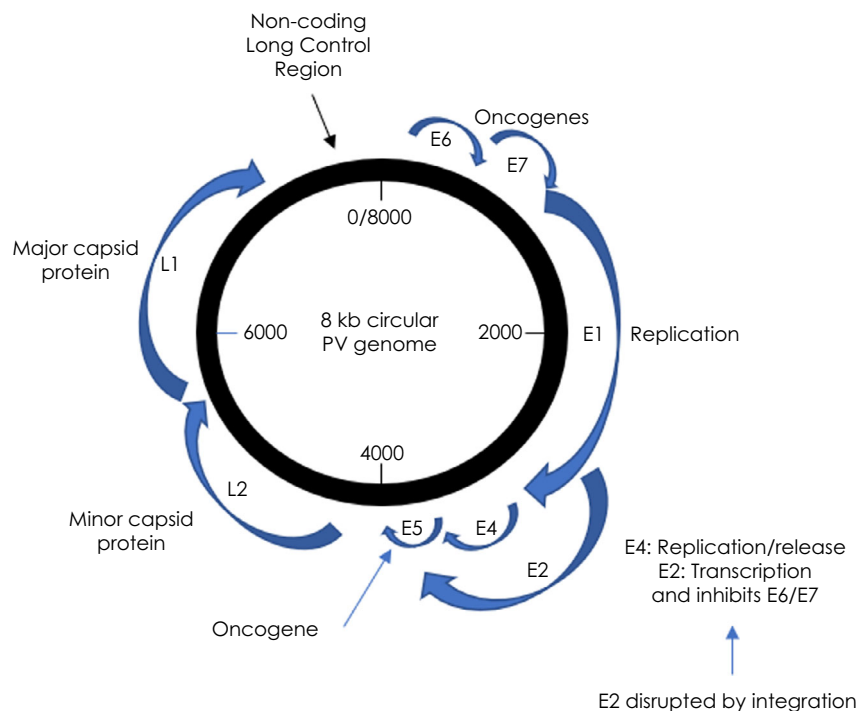 Non-coding
Long Control
Region
Oncogenes
E6
E7
0/8000
Major capsid
protein
L1
6000
8 kb circular
PV genome
2000
E1
Replication
4000
L2
Minor capsid
protein
E5
E4
E2
E4: Replication/release
E2: Transcription
and inhibits E6/E7
Oncogene
E2 disrupted by integration